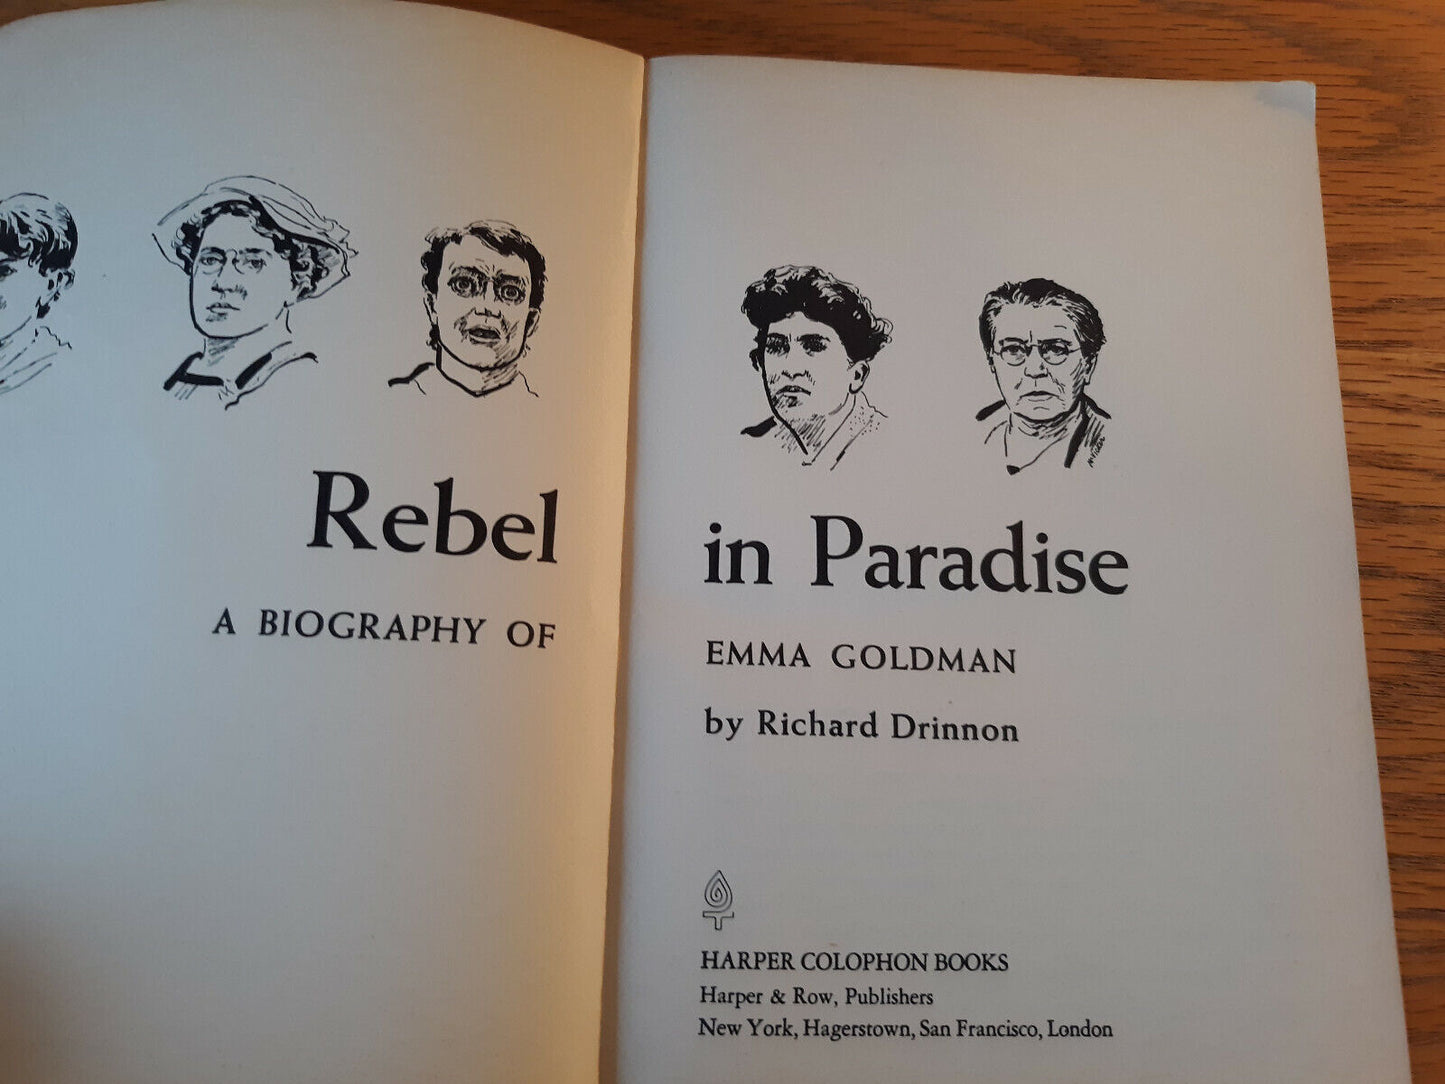 Rebel
A BIOGRAPHY OF
in Paradise
EMMA GOLDMAN
by Richard Drinnon
HARPER COLOPHON BOOKS
Harper & Row, Publishers
New York, Hagerstown, San Francisco, London